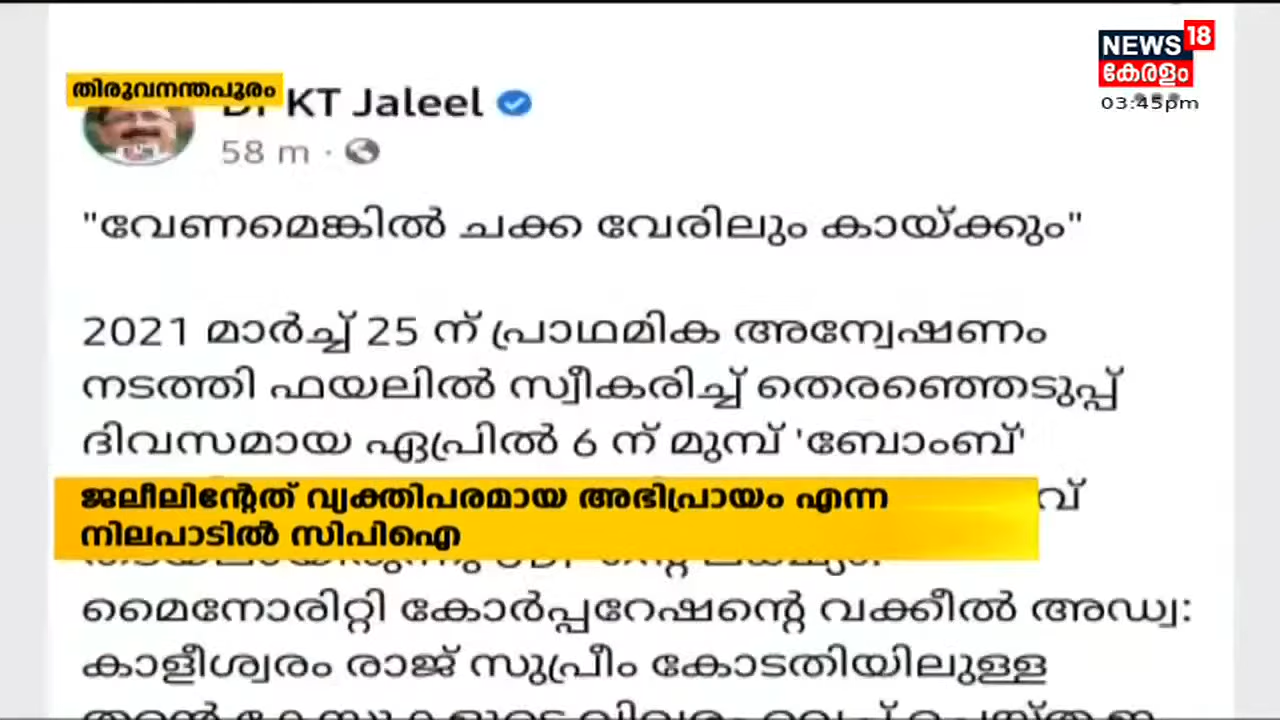 NEWS 18
കേരളം
03:45pm
തിരുവനന്തപുരം
Dr KT Jaleel
58 m ·
"വേണമെങ്കിൽ ചക്ക വേരിലും കായ്ക്കും"
2021 മാർച്ച് 25 ന് പ്രാഥമിക അന്വേഷണം
നടത്തി ഫയലിൽ സ്വീകരിച്ച് തെരഞ്ഞെടുപ്പ്
ദിവസമായ ഏപ്രിൽ 6 ന് മുമ്പ് 'ബോംബ്'
ജലീലിന്റേത് വ്യക്തിപരമായ അഭിപ്രായം എന്ന
നിലപാടിൽ സിപിഐ
മൈനോരിറ്റി കോർപ്പറേഷന്റെ വക്കീൽ അഡ്വ:
കാളീശ്വരം രാജ് സുപ്രീം കോടതിയിലുള്ള